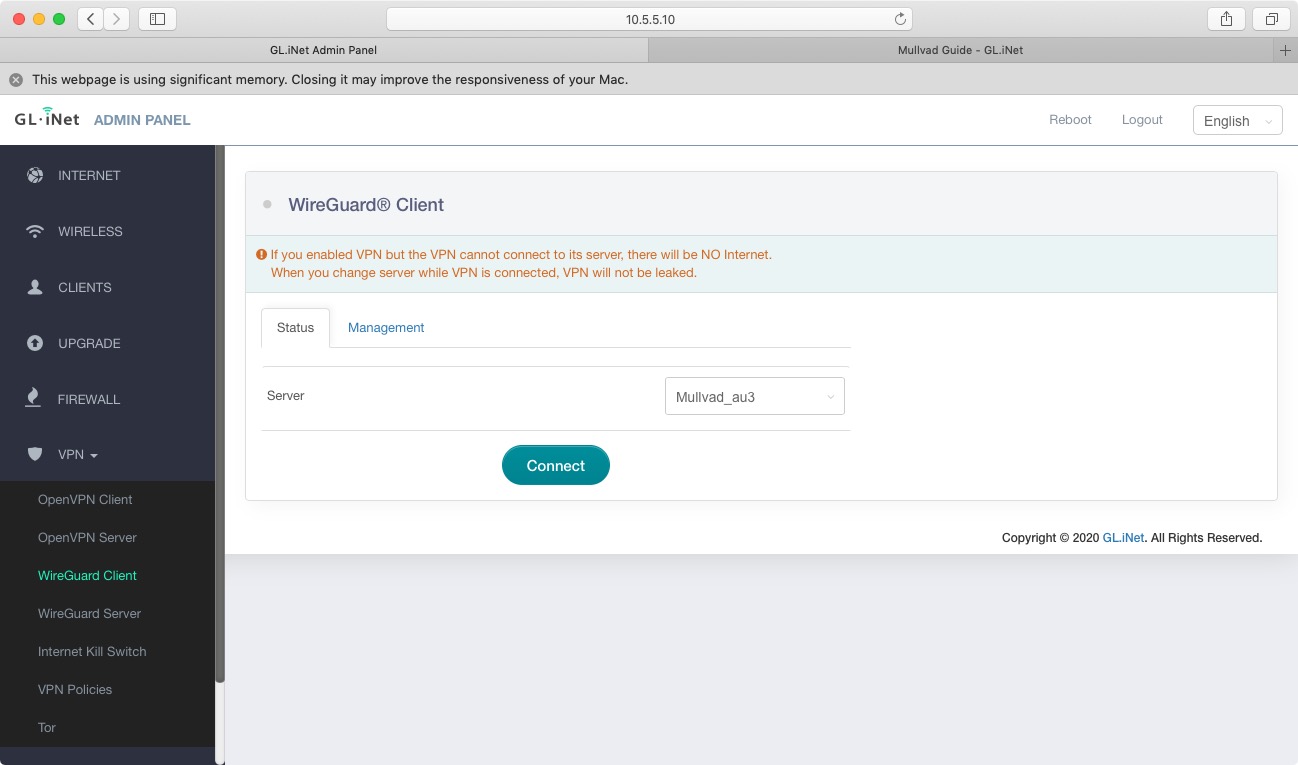 10.5.5.10
GL.iNet Admin Panel
Mullvad Guide - GL.iNet
This webpage is using significant memory. Closing it may improve the responsiveness of your Mac.
GL·iNet ADMIN PANEL
Reboot
Logout
English
INTERNET
WIRELESS
CLIENTS
UPGRADE
FIREWALL
VPN
OpenVPN Client
OpenVPN Server
WireGuard Client
WireGuard Server
Internet Kill Switch
VPN Policies
Tor
WireGuard® Client
If you enabled VPN but the VPN cannot connect to its server, there will be NO Internet.
When you change server while VPN is connected, VPN will not be leaked.
Status
Management
Server
Mullvad_au3
Connect
Copyright © 2020 GL.iNet. All Rights Reserved.